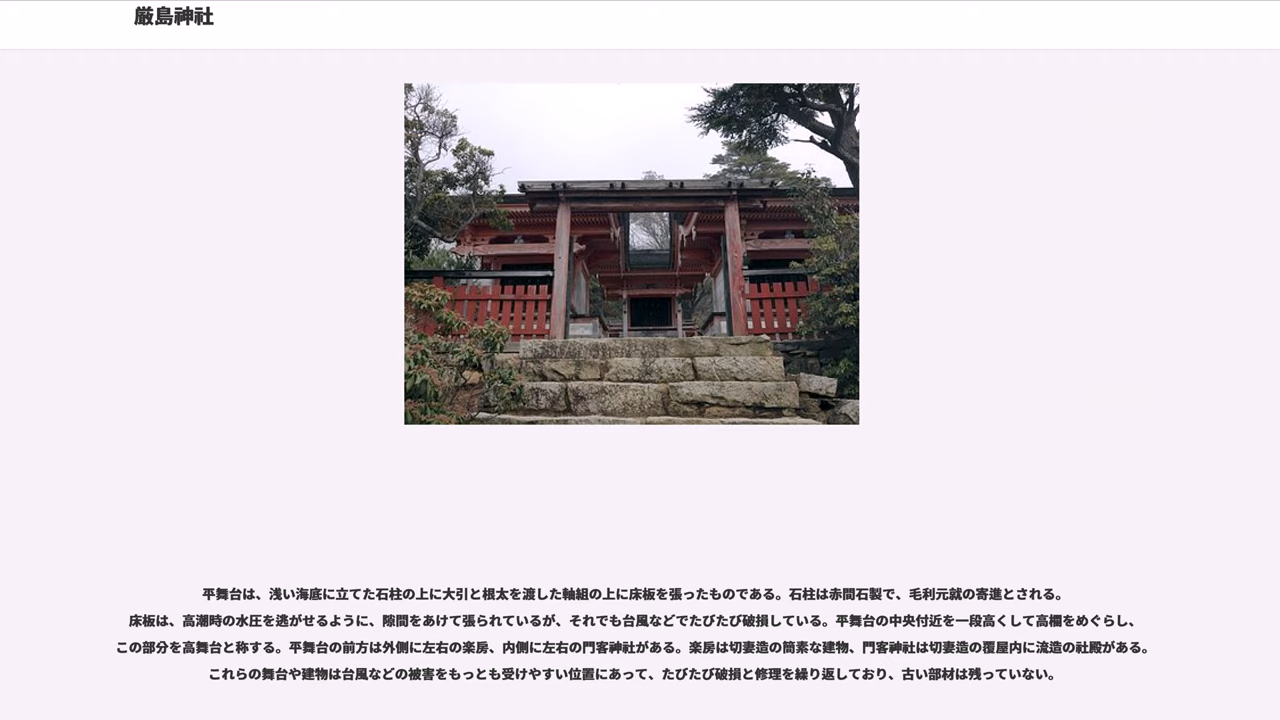 厳島神社
平舞台は、浅い海底に立てた石柱の上に大引と根太を渡した軸組の上に床板を張ったものである。石柱は赤間石製で、毛利元就の寄進とされる。
床板は、高潮時の水圧を逃がせるように、隙間をあけて張られているが、それでも台風などでたびたび破損している。平舞台の中央付近を一段高くして高欄をめぐらし、
この部分を高舞台と称する。平舞台の前方は外側に左右の楽房、内側に左右の門客神社がある。楽房は切妻造の簡素な建物、門客神社は切妻造の覆屋内に流造の社殿がある。
これらの舞台や建物は台風などの被害をもっとも受けやすい位置にあって、たびたび破損と修理を繰り返しており、古い部材は残っていない。